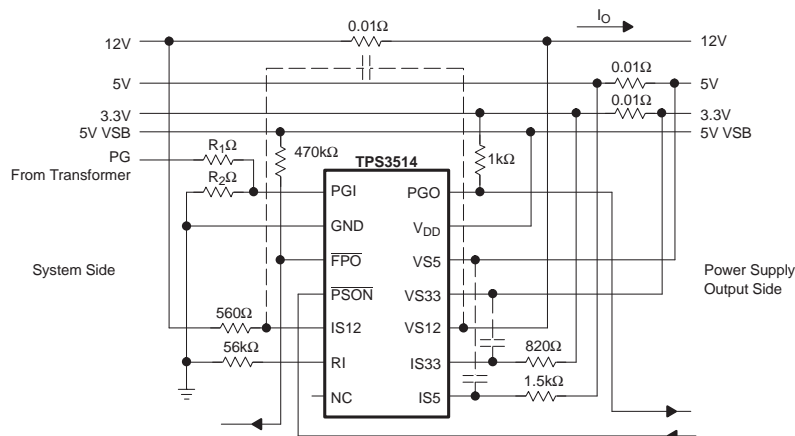 0.01Ω
I_O
12V
12V
0.01Ω
5V
5V
0.01Ω
3.3V
3.3V
5V VSB
5V VSB
R1Ω
470kΩ
TPS3514
1kΩ
PG
From Transformer
R2Ω
PGI
PGO
GND
VDD
FPO
VS5
System Side
Power Supply
Output Side
PSON
VS33
560Ω
IS12
VS12
56kΩ
RI
IS33
820Ω
1.5kΩ
NC
IS5